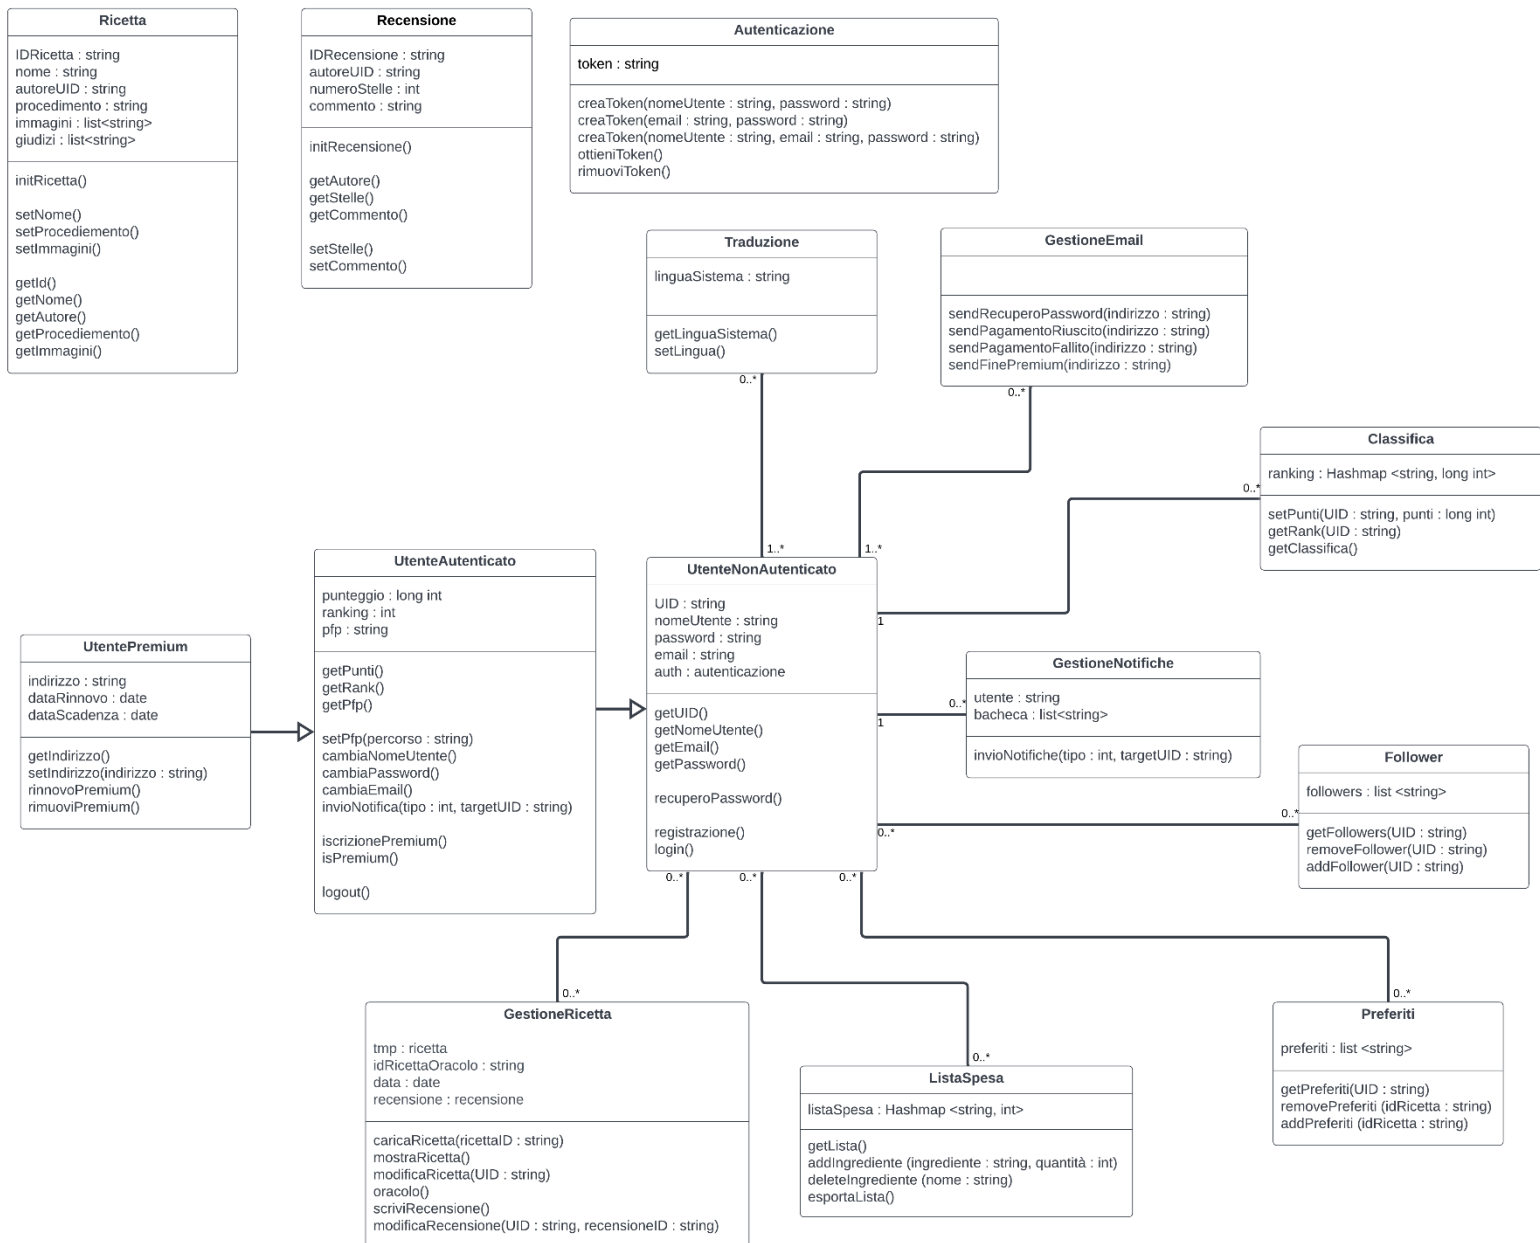 Ricetta
IDRicetta : string
nome : string
autoreUID : string
procedimento : string
immagini : list<string>
giudizi : list<string>
initRicetta()
setNome()
setProcediemento()
setImmagini()
getId()
getNome()
getAutore()
getProcediemento()
getImmagini()
Recensione
IDRecensione : string
autoreUID : string
numeroStelle : int
commento : string
initRecensione()
getAutore()
getStelle()
getCommento()
setStelle()
setCommento()
Autenticazione
token : string
creaToken(nomeUtente : string, password : string)
creaToken(email : string, password : string)
creaToken(nomeUtente : string, email : string, password : string)
ottieniToken()
rimuoviToken()
Traduzione
linguaSistema : string
getLinguaSistema()
setLingua()
0..*
1..*
GestioneEmail
sendRecuperoPassword(indirizzo : string)
sendPagamentoRiuscito(indirizzo : string)
sendPagamentoFallito(indirizzo : string)
sendFinePremium(indirizzo : string)
0..*
1..*
Classifica
ranking : Hashmap <string, long int>
setPunti(UID : string, punti : long int)
getRank(UID : string)
getClassifica()
0..*
1
UtentePremium
indirizzo : string
dataRinnovo : date
dataScadenza : date
getIndirizzo()
setIndirizzo(indirizzo : string)
rinnovoPremium()
rimuoviPremium()
UtenteAutenticato
punteggio : long int
ranking : int
pfp : string
getPunti()
getRank()
getPfp()
setPfp(percorso : string)
cambiaNomeUtente()
cambiaPassword()
cambiaEmail()
invioNotifica(tipo : int, targetUID : string)
iscrizionePremium()
isPremium()
logout()
UtenteNonAutenticato
UID : string
nomeUtente : string
password : string
email : string
auth : autenticazione
getUID()
getNomeUtente()
getEmail()
getPassword()
recuperoPassword()
registrazione()
login()
GestioneNotifiche
utente : string
bacheca : list<string>
invioNotifiche(tipo : int, targetUID : string)
0..*
1
Follower
followers : list <string>
getFollowers(UID : string)
removeFollower(UID : string)
addFollower(UID : string)
0..*
0..*
0..*
0..*
0..*
GestioneRicetta
tmp : ricetta
idRicettaOracolo : string
data : date
recensione : recensione
caricaRicetta(ricettaID : string)
mostraRicetta()
modificaRicetta(UID : string)
oracolo()
scriviRecensione()
modificaRecensione(UID : string, recensioneID : string)
0..*
ListaSpesa
listaSpesa : Hashmap <string, int>
getLista()
addIngrediente (ingrediente : string, quantità : int)
deleteIngrediente (nome : string)
esportaLista()
0..*
Preferiti
preferiti : list <string>
getPreferiti(UID : string)
removePreferiti (idRicetta : string)
addPreferiti (idRicetta : string)
0..*